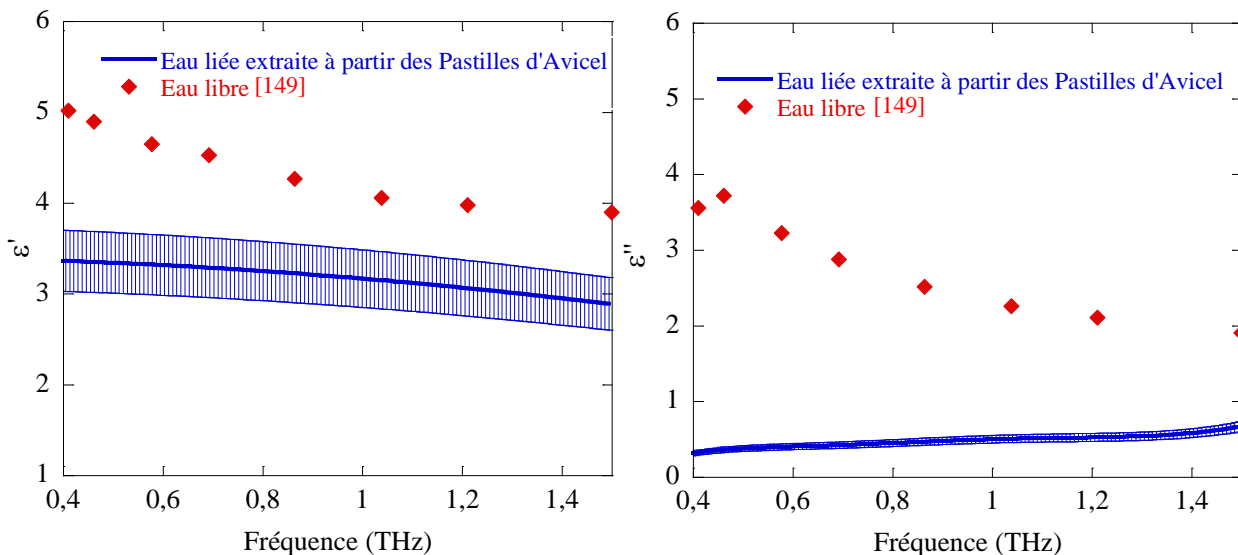 6
5
4
3
2
1
ε'
Eau liée extraite à partir des Pastilles d'Avicel
Eau libre [149]
0,4 0,6 0,8 1 1,2 1,4
Fréquence (THz)
6
5
4
3
2
1
0
ε''
Eau liée extraite à partir des Pastilles d'Avicel
Eau libre [149]
0,4 0,6 0,8 1 1,2 1,4
Fréquence (THz)